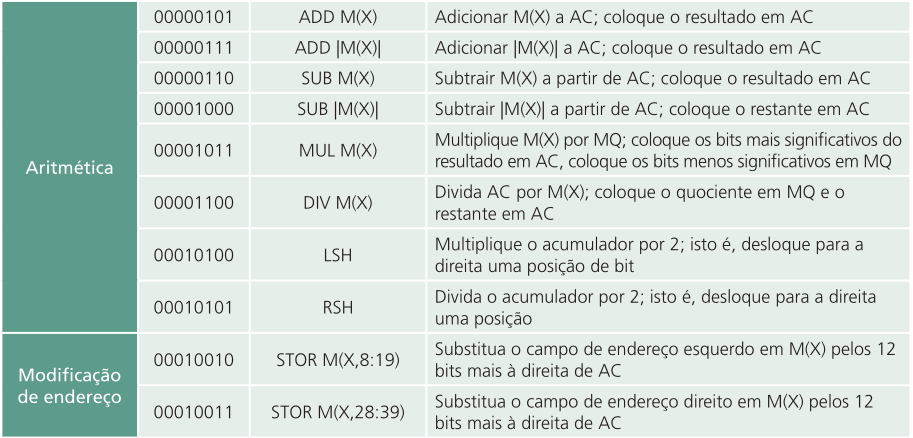 Aritmética
00000101 ADD M(X) Adicionar M(X) a AC; coloque o resultado em AC
00000111 ADD |M(X)| Adicionar |M(X)| a AC; coloque o resultado em AC
00000110 SUB M(X) Subtrair M(X) a partir de AC; coloque o resultado em AC
00001000 SUB |M(X)| Subtrair |M(X)| a partir de AC; coloque o restante em AC
00001011 MUL M(X) Multiplique M(X) por MQ; coloque os bits mais significativos do
resultado em AC, coloque os bits menos significativos em MQ
00001100 DIV M(X) Divida AC por M(X); coloque o quociente em MQ e o
restante em AC
00010100 LSH Multiplique o acumulador por 2; isto é, desloque para a
direita uma posição de bit
00010101 RSH Divida o acumulador por 2; isto é, desloque para a direita
uma posição
Modificação
de endereço
00010010 STOR M(X,8:19) Substitua o campo de endereço esquerdo em M(X) pelos 12
bits mais à direita de AC
00010011 STOR M(X,28:39) Substitua o campo de endereço direito em M(X) pelos 12
bits mais à direita de AC